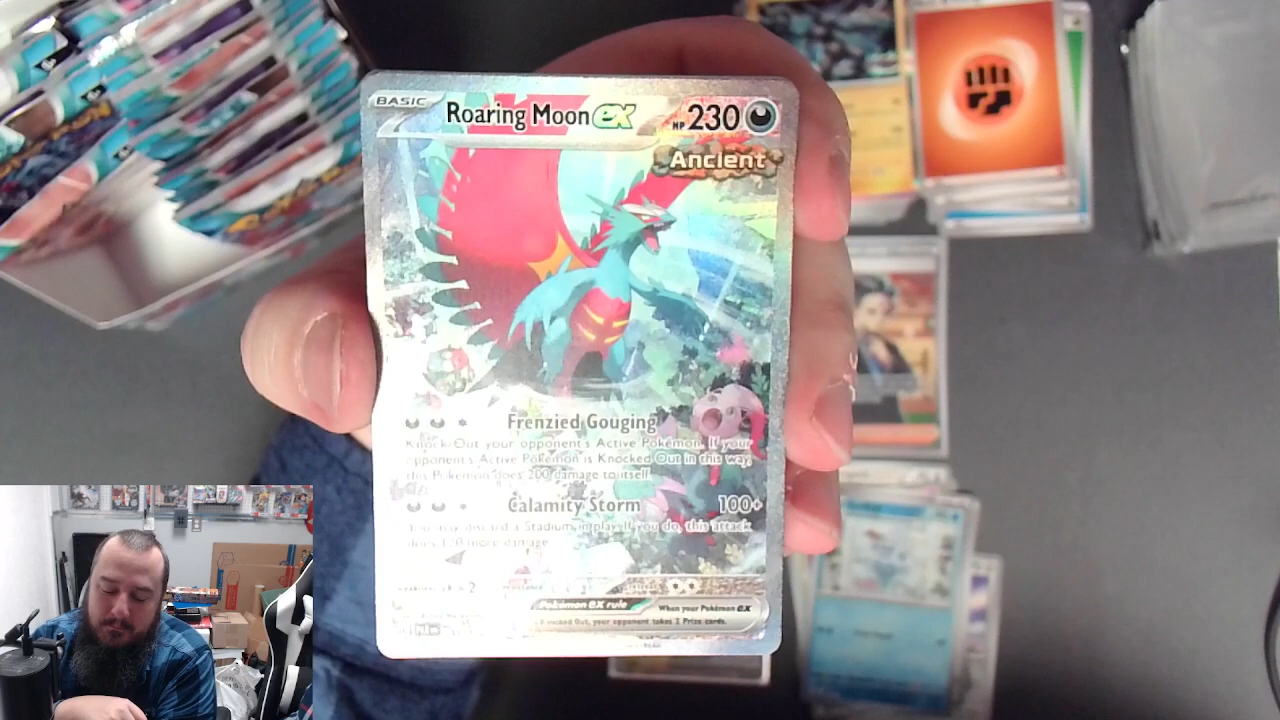 BASIC
Roaring Moon ex
HP 230
Ancient
Frenzied Gouging
Knock Out your opponent's Active Pokémon. If your
opponent's Active Pokémon is Knocked Out in this way,
this Pokémon does 200 damage to itself.
Calamity Storm 100+
You may discard a Stadium in play. If you do, this attack
does 120 more damage.
Pokémon ex rule
When your Pokémon ex
is Knocked Out, your opponent takes 2 Prize cards.